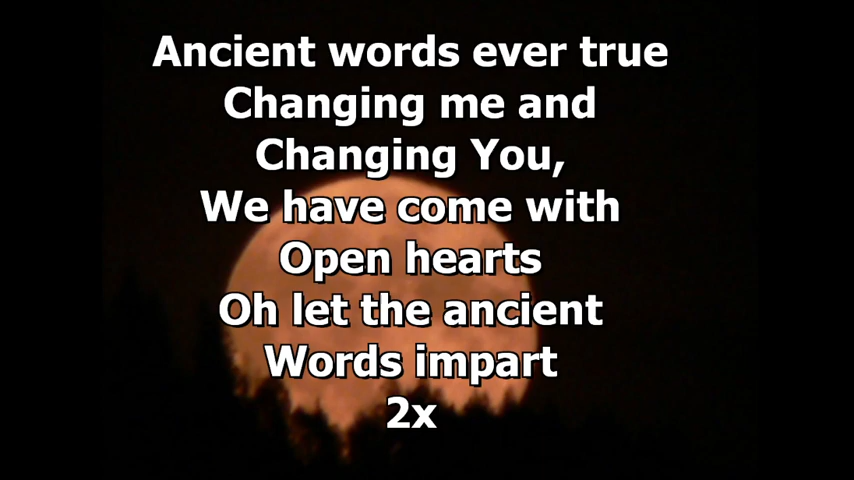 Ancient words ever true
Changing me and
Changing You,
We have come with
Open hearts
Oh let the ancient
Words impart
2x